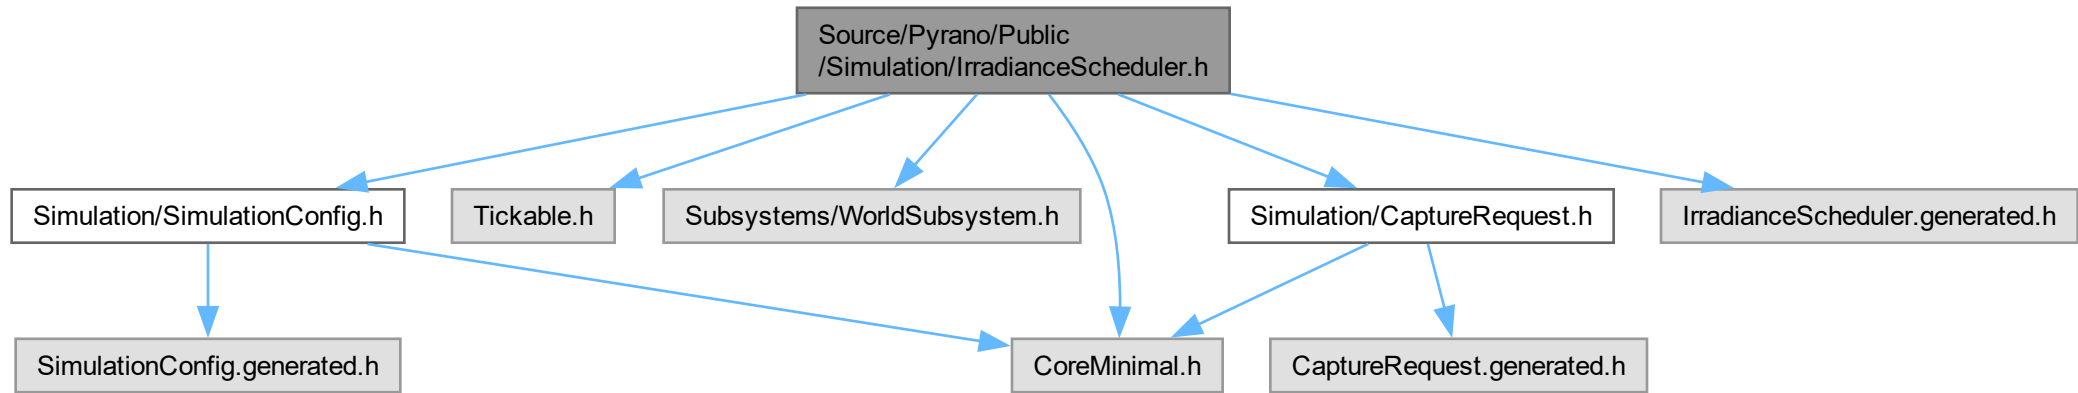 Source/Pyrano/Public
/Simulation/IrradianceScheduler.h
Simulation/SimulationConfig.h
Tickable.h
Subsystems/WorldSubsystem.h
Simulation/CaptureRequest.h
IrradianceScheduler.generated.h
SimulationConfig.generated.h
CoreMinimal.h
CaptureRequest.generated.h